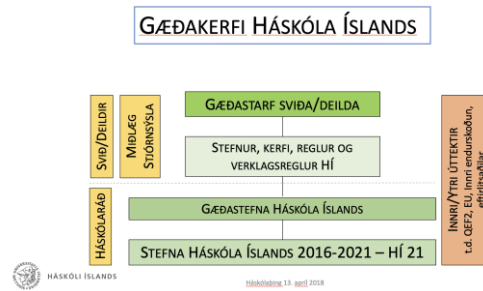 GÆÐAKERFI HÁSKÓLA ÍSLANDS
SVIÐ/DEILDIR
MIÐLÆG
STJÓRNSÝSLA
GÆÐASTARF SVIÐA/DEILDA
STEFNUR, KERFI, REGLUR OG
VERKLAGSREGLUR HÍ
HÁSKÓLARÁÐ
GÆÐASTEFNA HÁSKÓLA ÍSLANDS
STEFNA HÁSKÓLA ÍSLANDS 2016-2021 – HÍ 21
INNRI/YTRI ÚTTEKTIR
t.d. QEF2, EU, Innri endurskoðun,
eftirlitsaðilar
HÁSKÓLI ÍSLANDS
Háskólaþing 13. apríl 2018